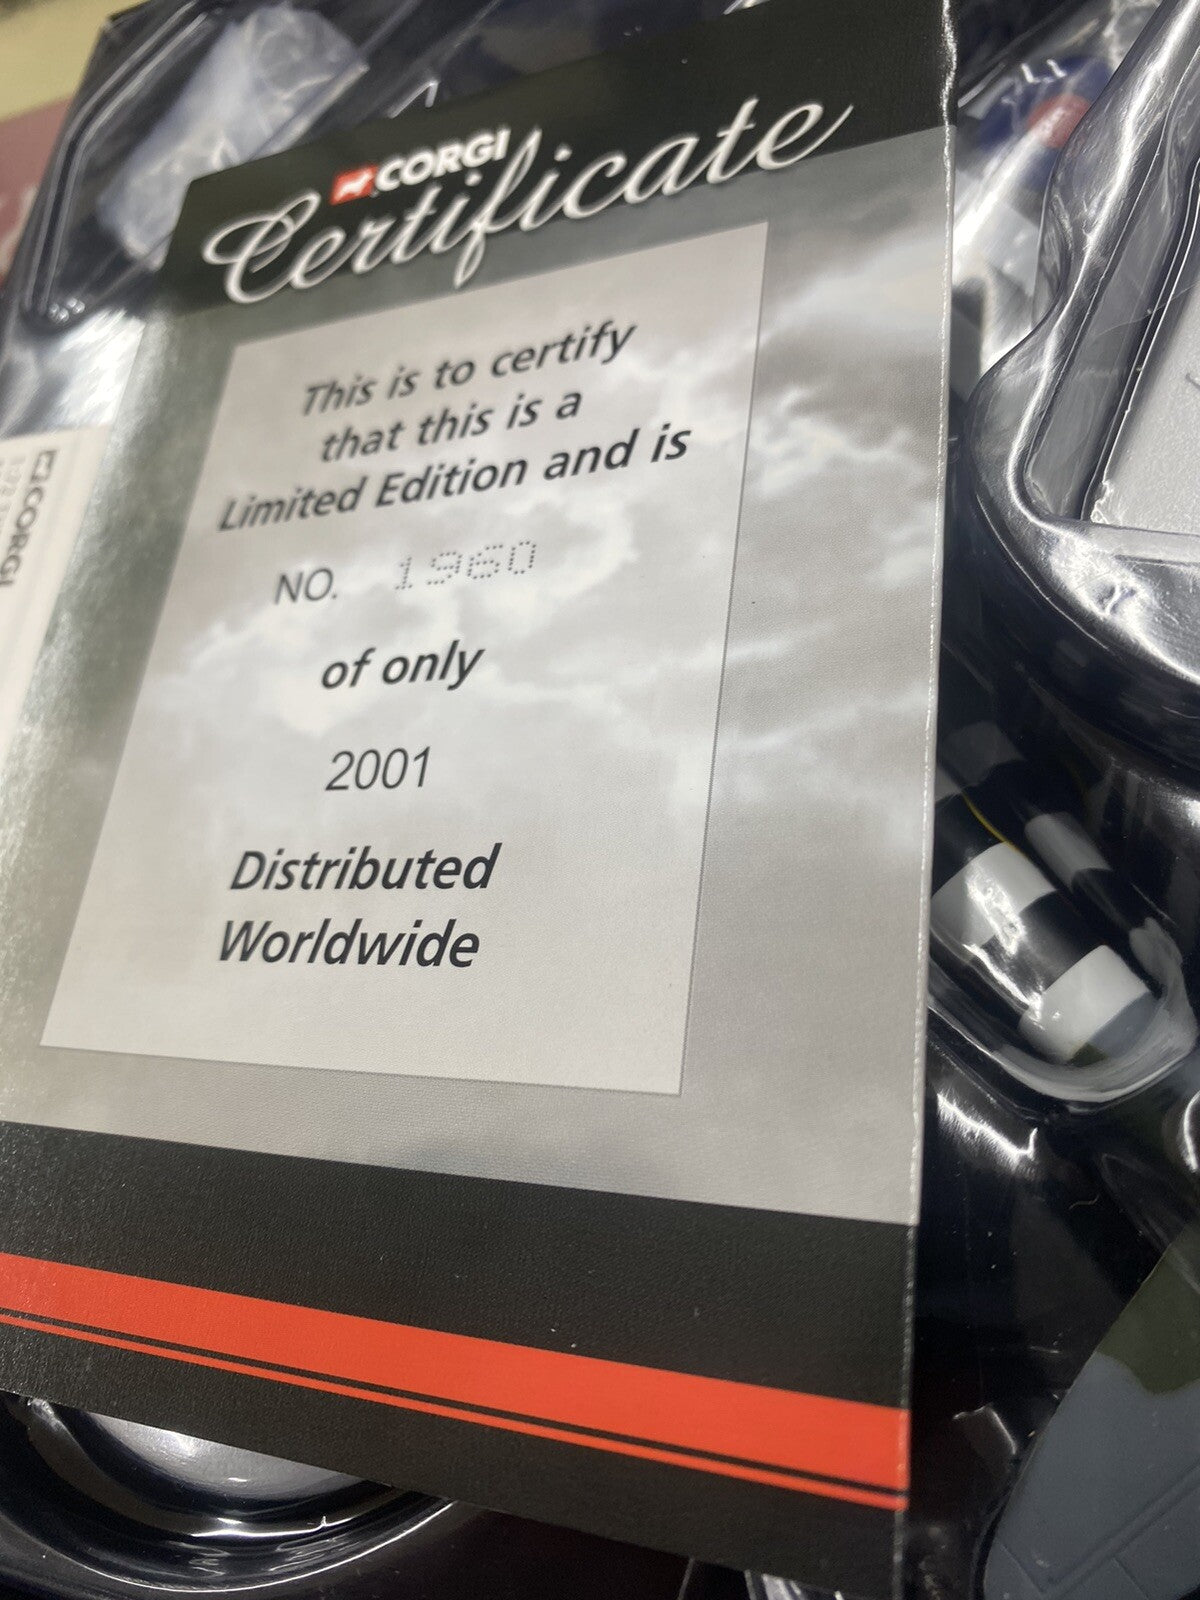 CORGI
Certificate
This is to certify
that this is a
Limited Edition and is
NO. 1960
of only
2001
Distributed
Worldwide
CORGI